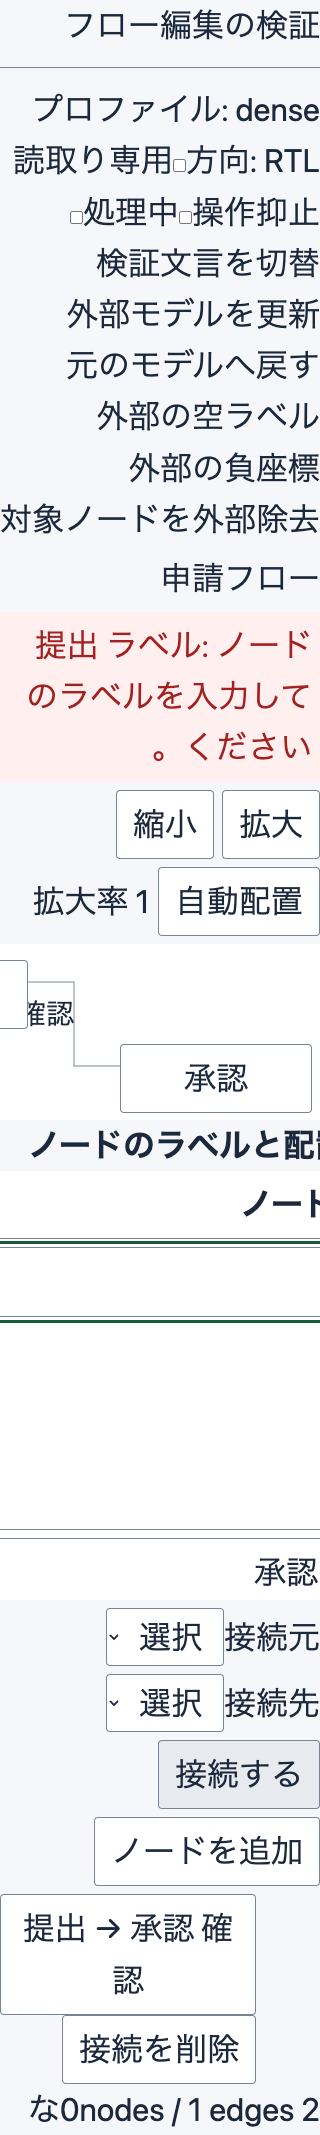 フロー編集の検証
プロファイル: dense
読取り専用 方向: RTL
処理中 操作抑止
検証文言を切替
外部モデルを更新
元のモデルへ戻す
外部の空ラベル
外部の負座標
対象ノードを外部除去
申請フロー
提出 ラベル: ノード
のラベルを入力して
。ください
縮小 拡大
拡大率 1 自動配置
確認
承認
ノードのラベルと配
ノード
承認
選択 接続元
選択 接続先
接続する
ノードを追加
提出 → 承認 確
認
接続を削除
な0nodes / 1 edges 2